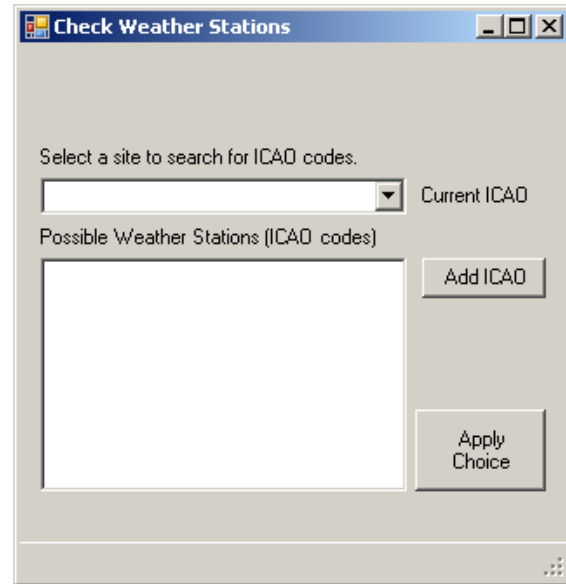 Check Weather Stations
Select a site to search for ICAO codes.
Current ICAO
Possible Weather Stations (ICAO codes)
Add ICAO
Apply
Choice